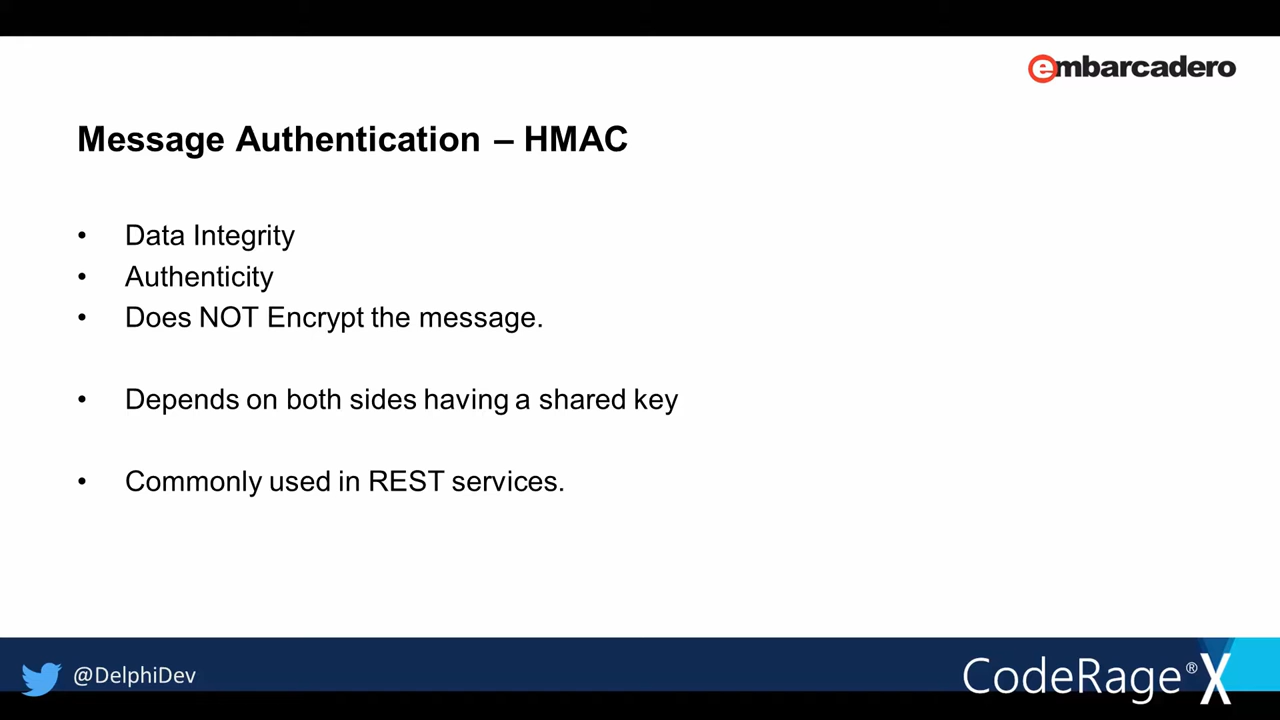 embarcadero
Message Authentication – HMAC
• Data Integrity
• Authenticity
• Does NOT Encrypt the message.
• Depends on both sides having a shared key
• Commonly used in REST services.
@DelphiDev
CodeRage® X